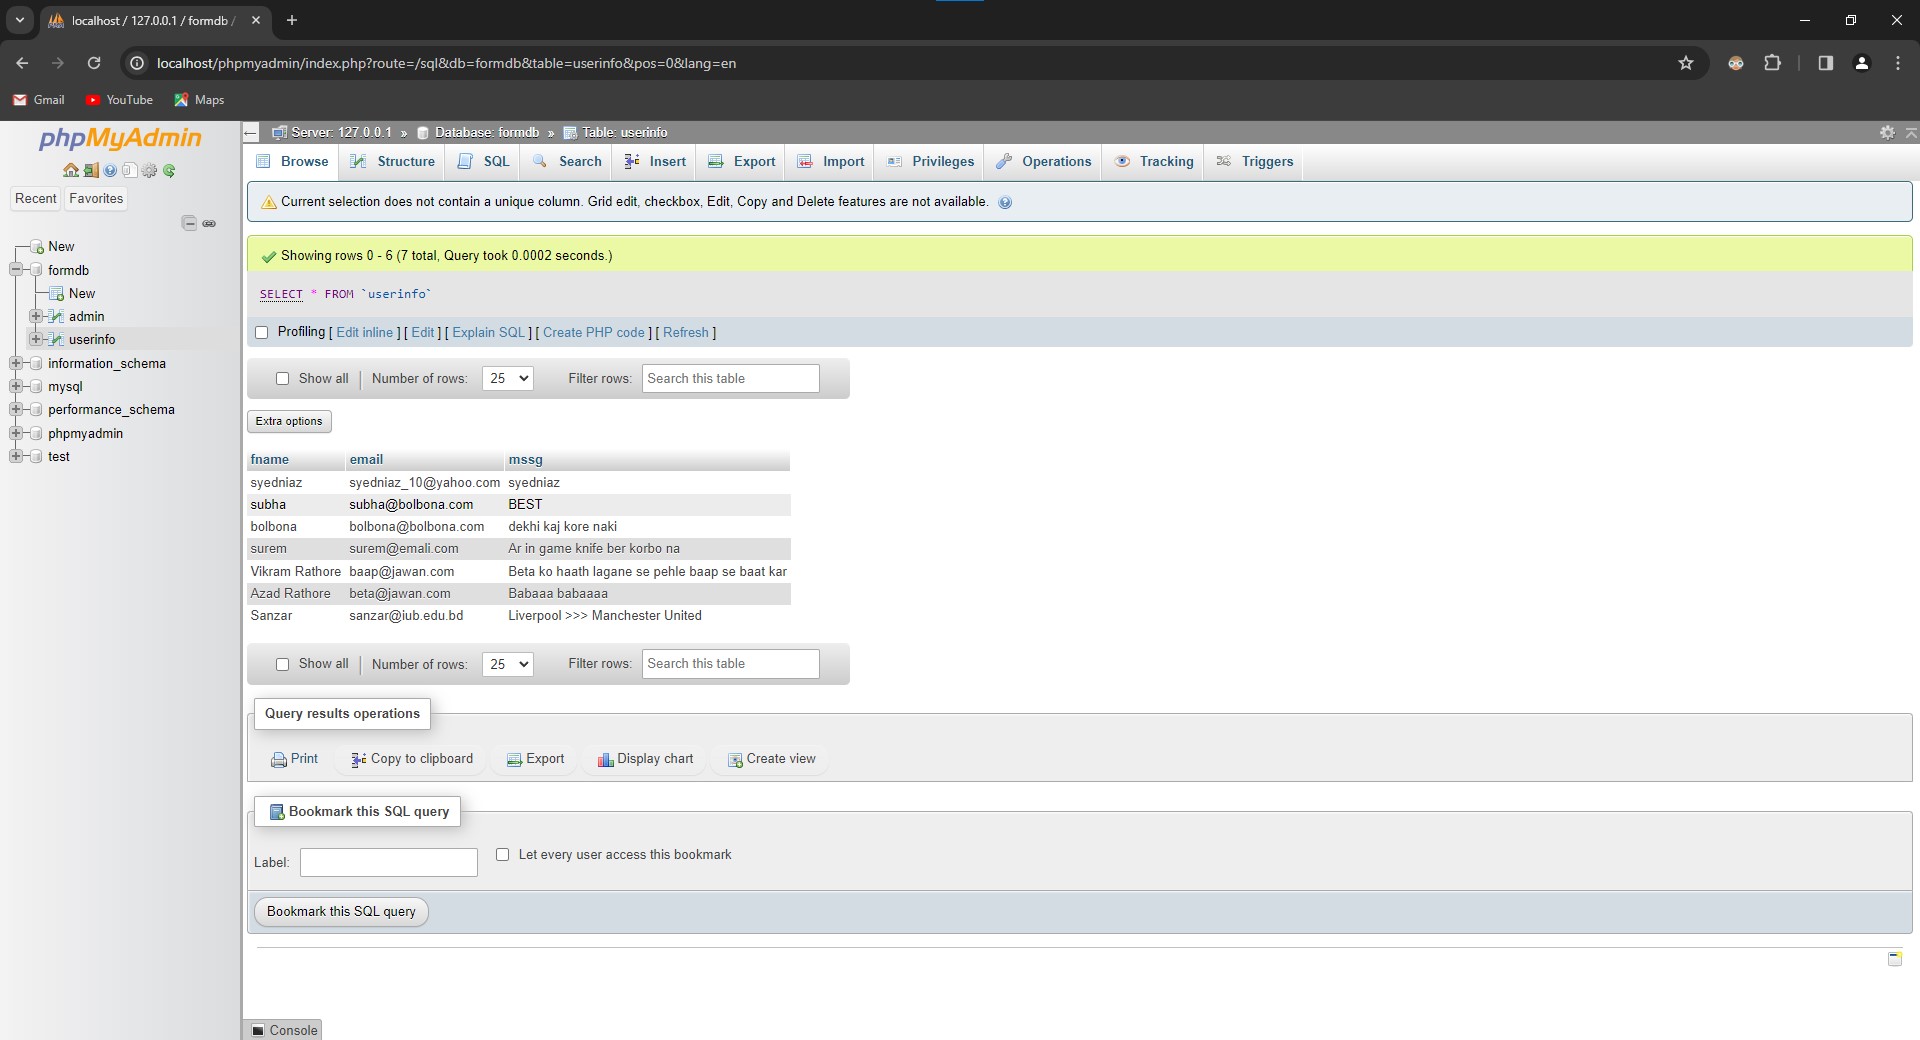 localhost / 127.0.0.1 / formdb /
localhost/phpmyadmin/index.php?route=/sql&db=formdb&table=userinfo&pos=0&lang=en
Gmail YouTube Maps
phpMyAdmin
Recent Favorites
New
formdb
New
admin
userinfo
information_schema
mysql
performance_schema
phpmyadmin
test
Server: 127.0.0.1 » Database: formdb » Table: userinfo
Browse Structure SQL Search Insert Export Import Privileges Operations Tracking Triggers
Current selection does not contain a unique column. Grid edit, checkbox, Edit, Copy and Delete features are not available.
Showing rows 0 - 6 (7 total, Query took 0.0002 seconds.)
SELECT * FROM `userinfo`
Profiling [ Edit inline ] [ Edit ] [ Explain SQL ] [ Create PHP code ] [ Refresh ]
Show all | Number of rows: 25 Filter rows: Search this table
Extra options
fname email mssg
syedniaz syedniaz_10@yahoo.com syedniaz
subha subha@bolbona.com BEST
bolbona bolbona@bolbona.com dekhi kaj kore naki
surem surem@emali.com Ar in game knife ber korbo na
Vikram Rathore baap@jawan.com Beta ko haath lagane se pehle baap se baat kar
Azad Rathore beta@jawan.com Babaaa babaaaa
Sanzar sanzar@iub.edu.bd Liverpool >>> Manchester United
Show all | Number of rows: 25 Filter rows: Search this table
Query results operations
Print Copy to clipboard Export Display chart Create view
Bookmark this SQL query
Label: Let every user access this bookmark
Bookmark this SQL query
Console